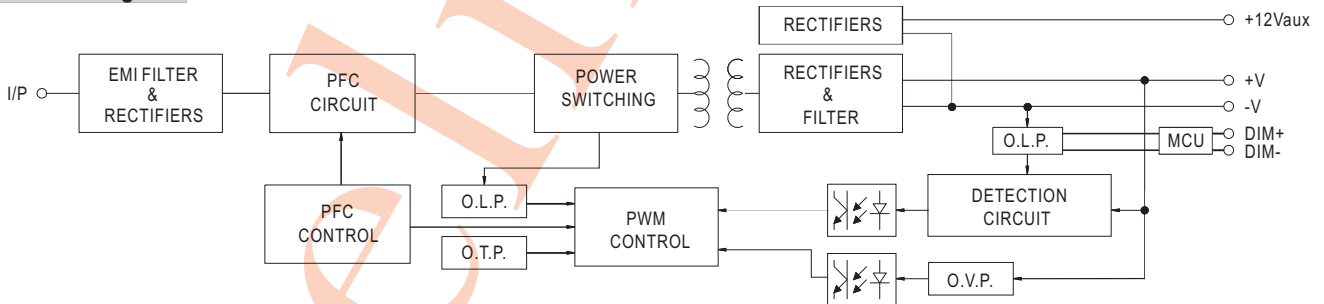 RECTIFIERS
+12Vaux
I/P
EMI FILTER
&
RECTIFIERS
PFC
CIRCUIT
POWER
SWITCHING
RECTIFIERS
&
FILTER
+V
-V
O.L.P.
MCU
DIM+
DIM-
PFC
CONTROL
O.L.P.
O.T.P.
PWM
CONTROL
DETECTION
CIRCUIT
O.V.P.